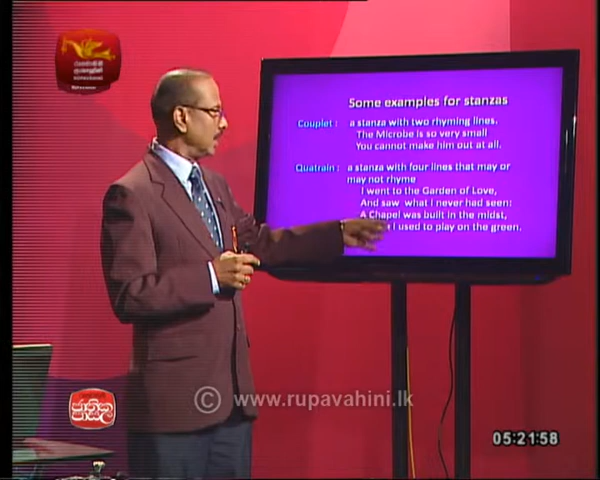 RUPAVAHINI
Some examples for stanzas
Couplet : a stanza with two rhyming lines.
The Microbe is so very small
You cannot make him out at all.
Quatrain : a stanza with four lines that may or
may not rhyme
I went to the Garden of Love,
And saw what I never had seen:
A Chapel was built in the midst,
I used to play on the green.
© www.rupavahini.lk
05:21:58